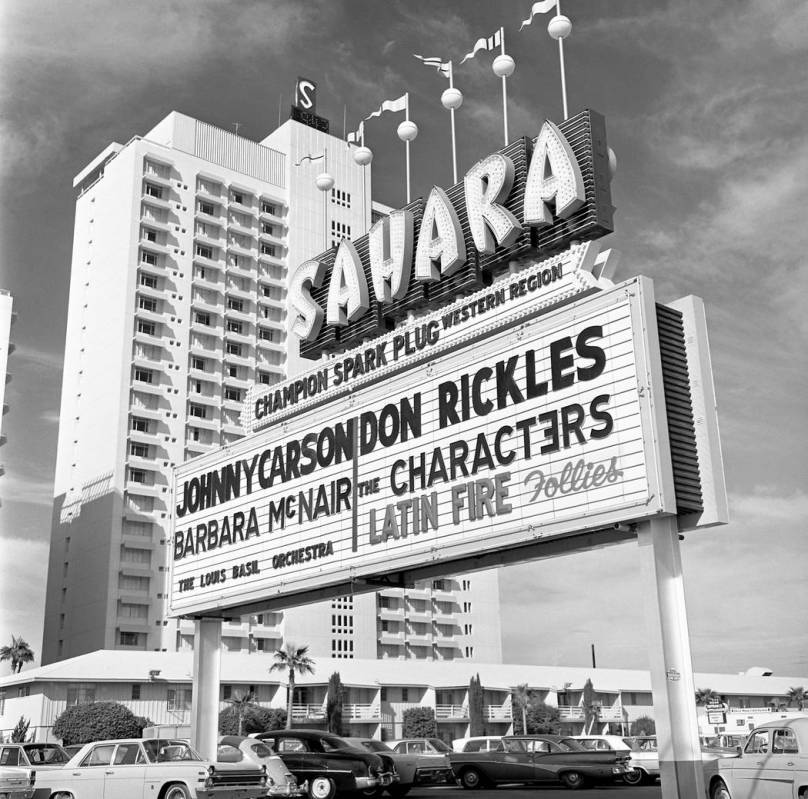 S
SAHARA
CHAMPION SPARK PLUG WESTERN REGION
JOHNNY CARSON
BARBARA McNAIR
THE LOUIS BASIL ORCHESTRA
DON RICKLES
THE CHARACTERS
LATIN FIRE Follies